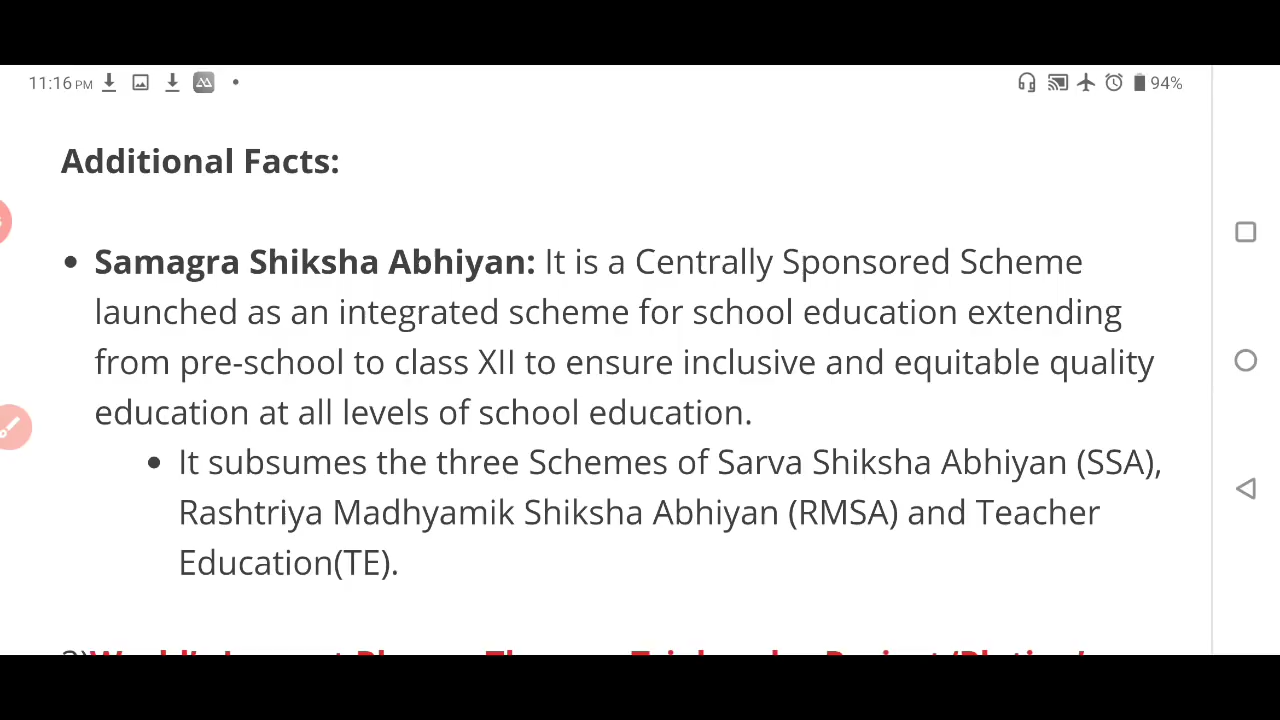 11:16 PM
94%
Additional Facts:
Samagra Shiksha Abhiyan: It is a Centrally Sponsored Scheme
launched as an integrated scheme for school education extending
from pre-school to class XII to ensure inclusive and equitable quality
education at all levels of school education.
It subsumes the three Schemes of Sarva Shiksha Abhiyan (SSA),
Rashtriya Madhyamik Shiksha Abhiyan (RMSA) and Teacher
Education(TE).